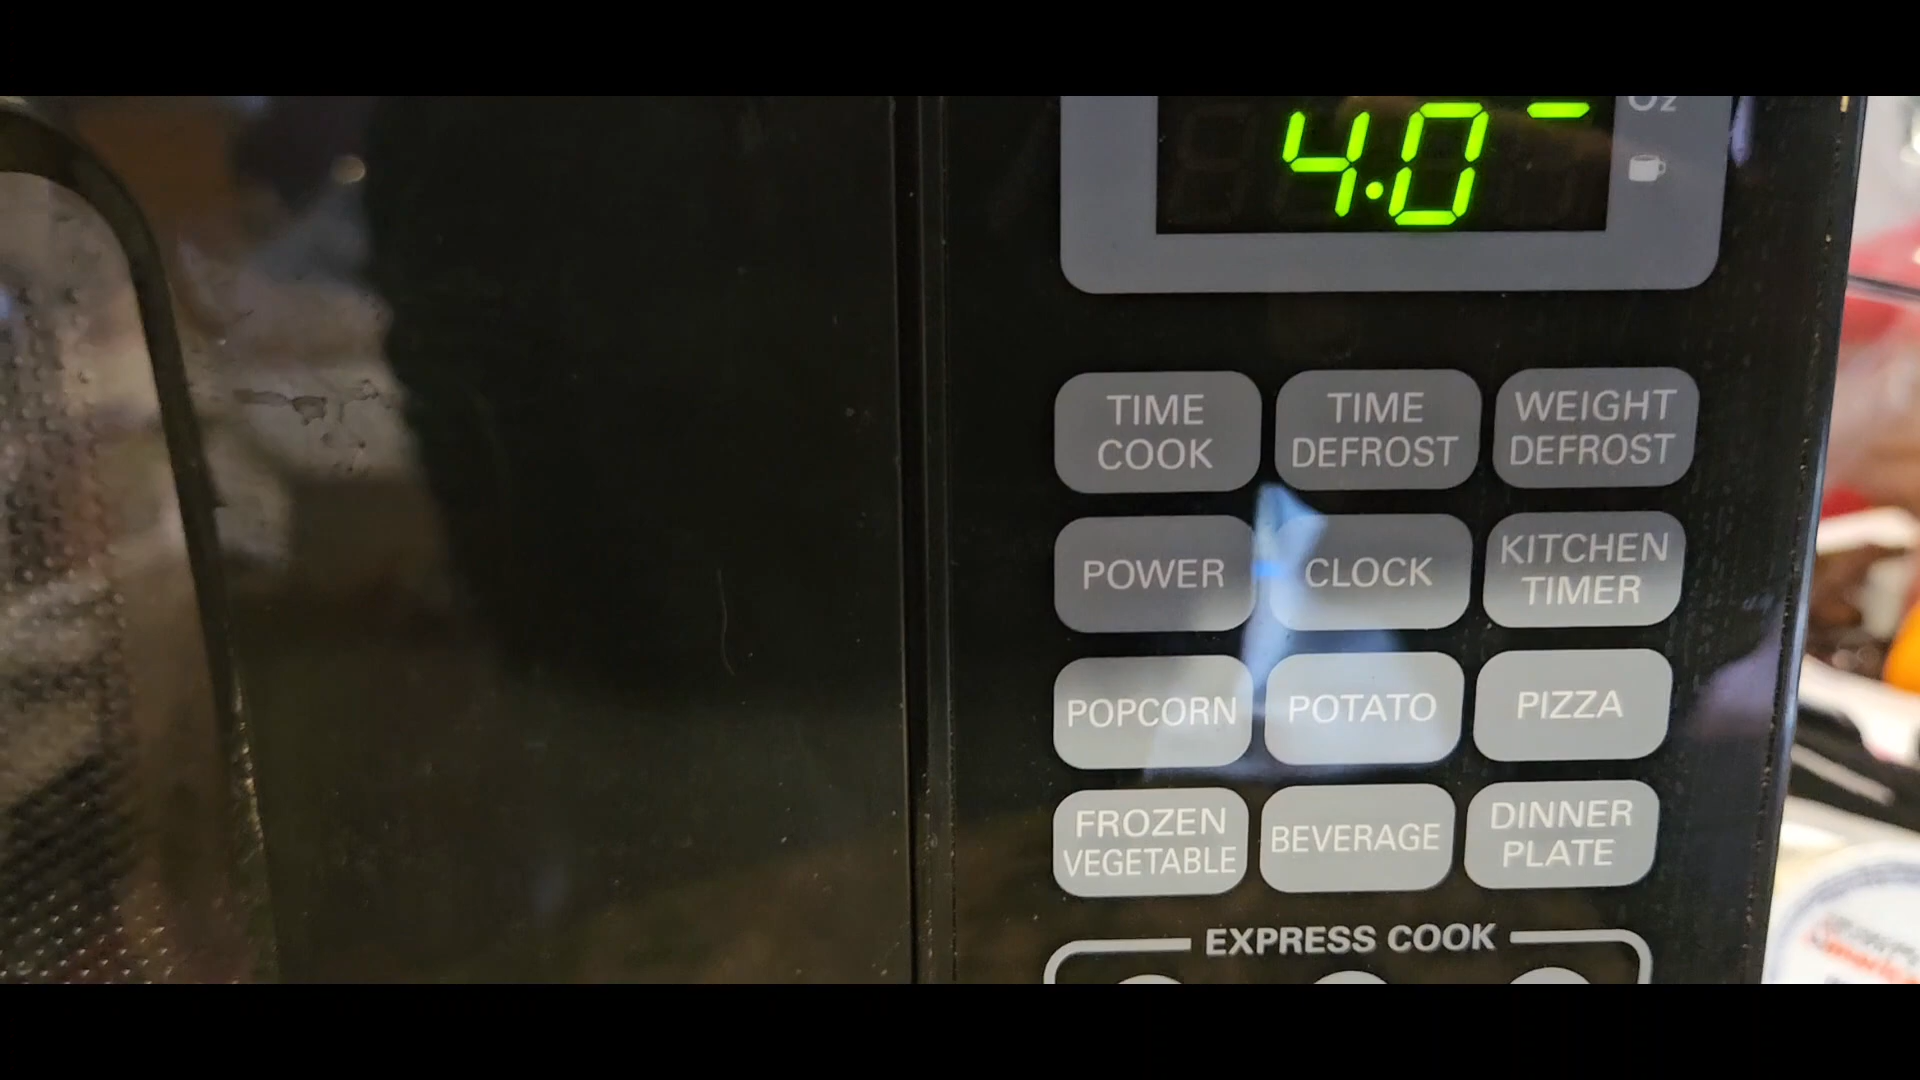 Oz
4.0
TIME
COOK
TIME
DEFROST
WEIGHT
DEFROST
POWER
CLOCK
KITCHEN
TIMER
POPCORN
POTATO
PIZZA
FROZEN
VEGETABLE
BEVERAGE
DINNER
PLATE
EXPRESS COOK